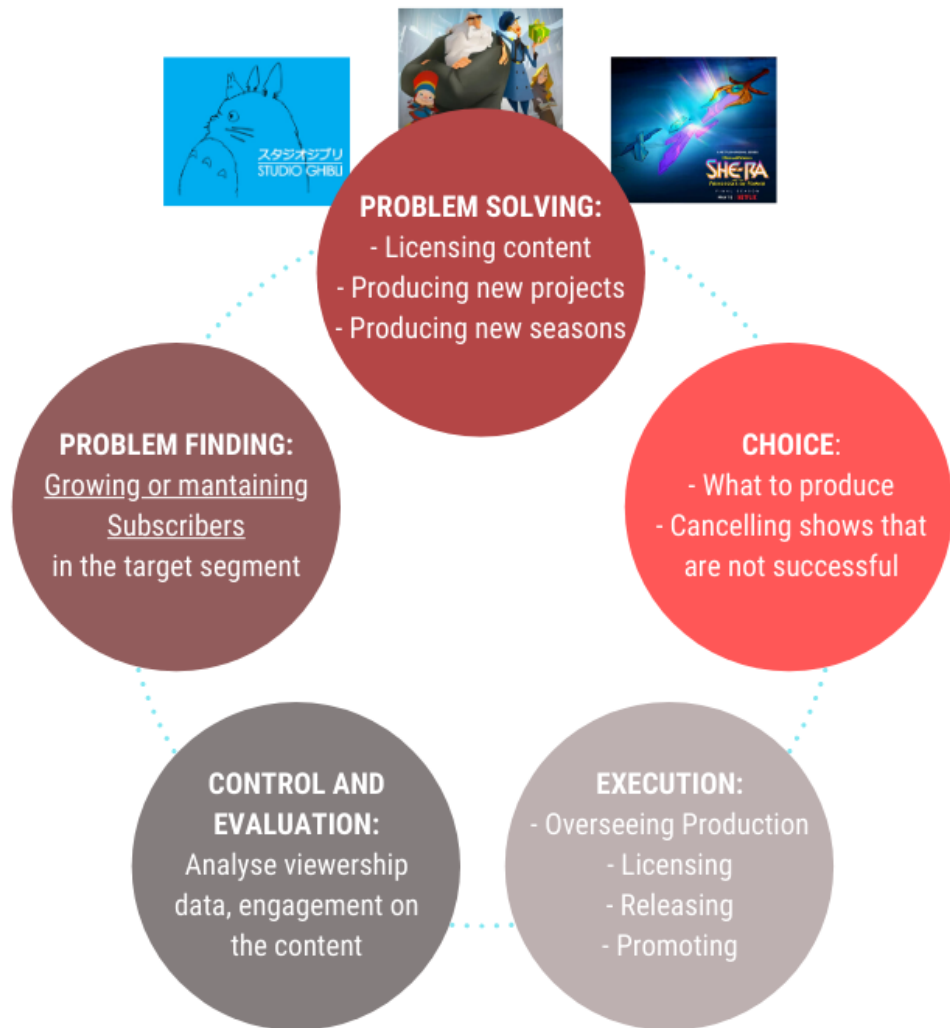 スタジオジブリ
STUDIO GHIBLI
SHE-RA
FINAL SEASON
NETFLIX
PROBLEM SOLVING:
- Licensing content
- Producing new projects
- Producing new seasons
PROBLEM FINDING:
Growing or mantaining
Subscribers
in the target segment
CHOICE:
- What to produce
- Cancelling shows that
are not successful
CONTROL AND
EVALUATION:
Analyse viewership
data, engagement on
the content
EXECUTION:
- Overseeing Production
- Licensing
- Releasing
- Promoting